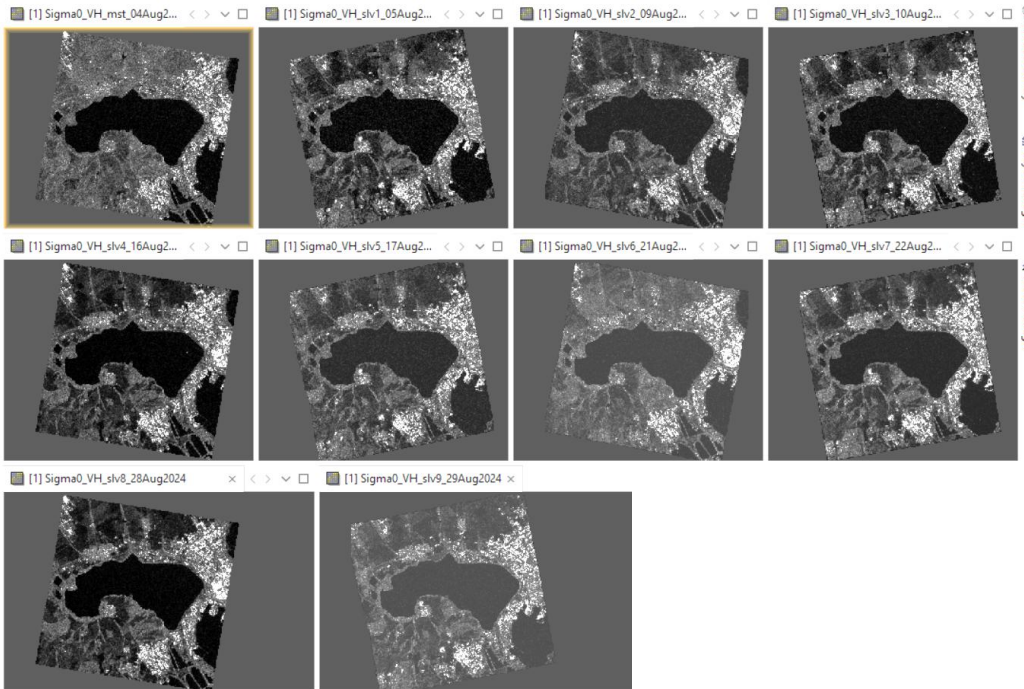 [1] Sigma0_VH_mst_04Aug2...
[1] Sigma0_VH_slv1_05Aug2...
[1] Sigma0_VH_slv2_09Aug2...
[1] Sigma0_VH_slv3_10Aug2...
[1] Sigma0_VH_slv4_16Aug2...
[1] Sigma0_VH_slv5_17Aug2...
[1] Sigma0_VH_slv6_21Aug2...
[1] Sigma0_VH_slv7_22Aug2...
[1] Sigma0_VH_slv8_28Aug2024
[1] Sigma0_VH_slv9_29Aug2024